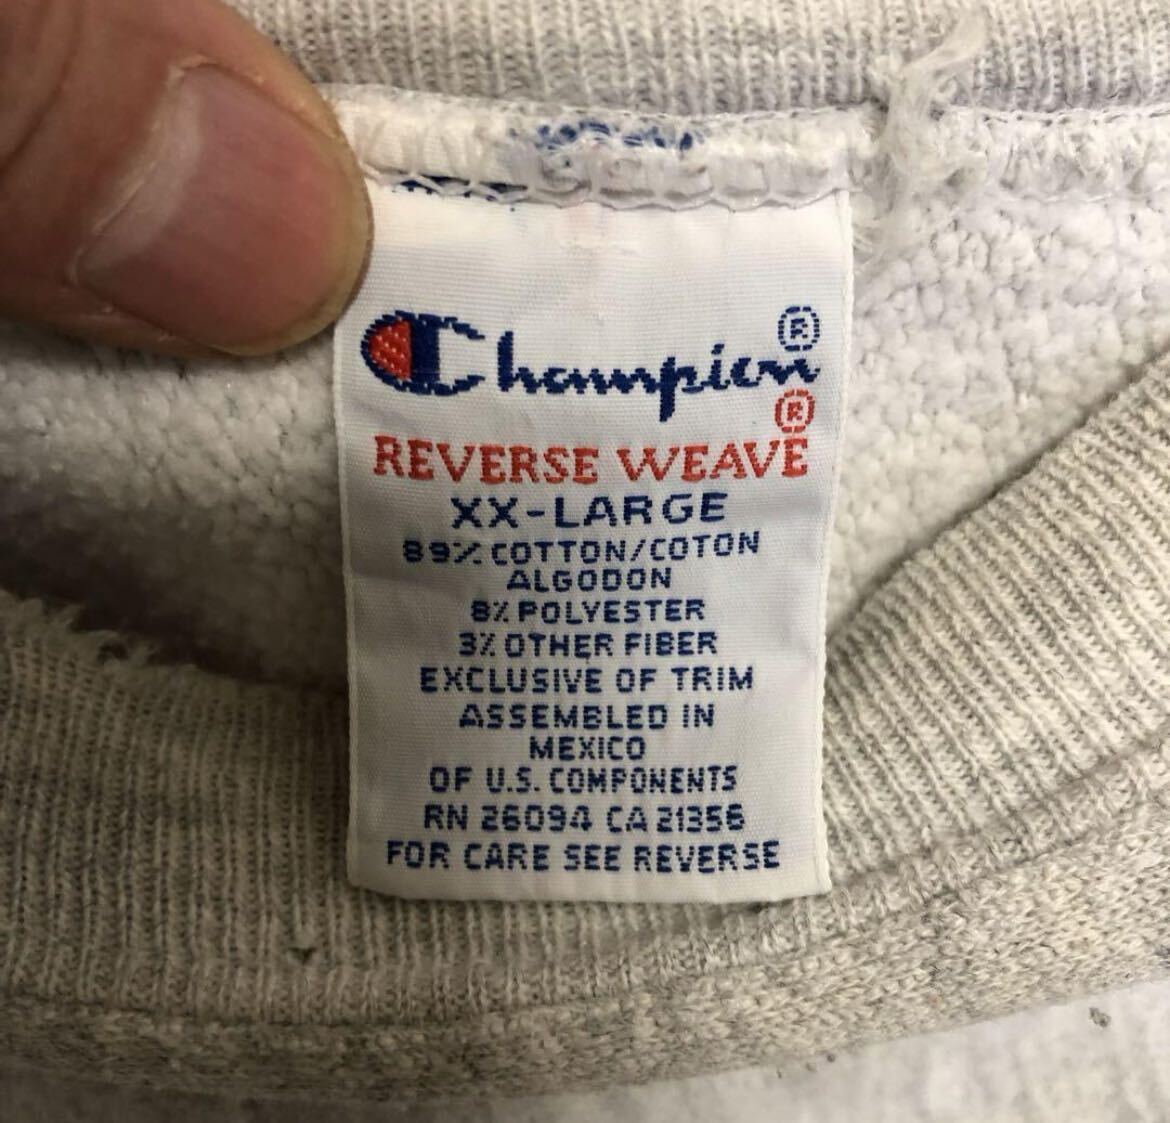 Champion®
REVERSE WEAVE®
XX-LARGE
89% COTTON/COTON
ALGODON
8% POLYESTER
3% OTHER FIBER
EXCLUSIVE OF TRIM
ASSEMBLED IN
MEXICO
OF U.S. COMPONENTS
RN 26094 CA 21356
FOR CARE SEE REVERSE